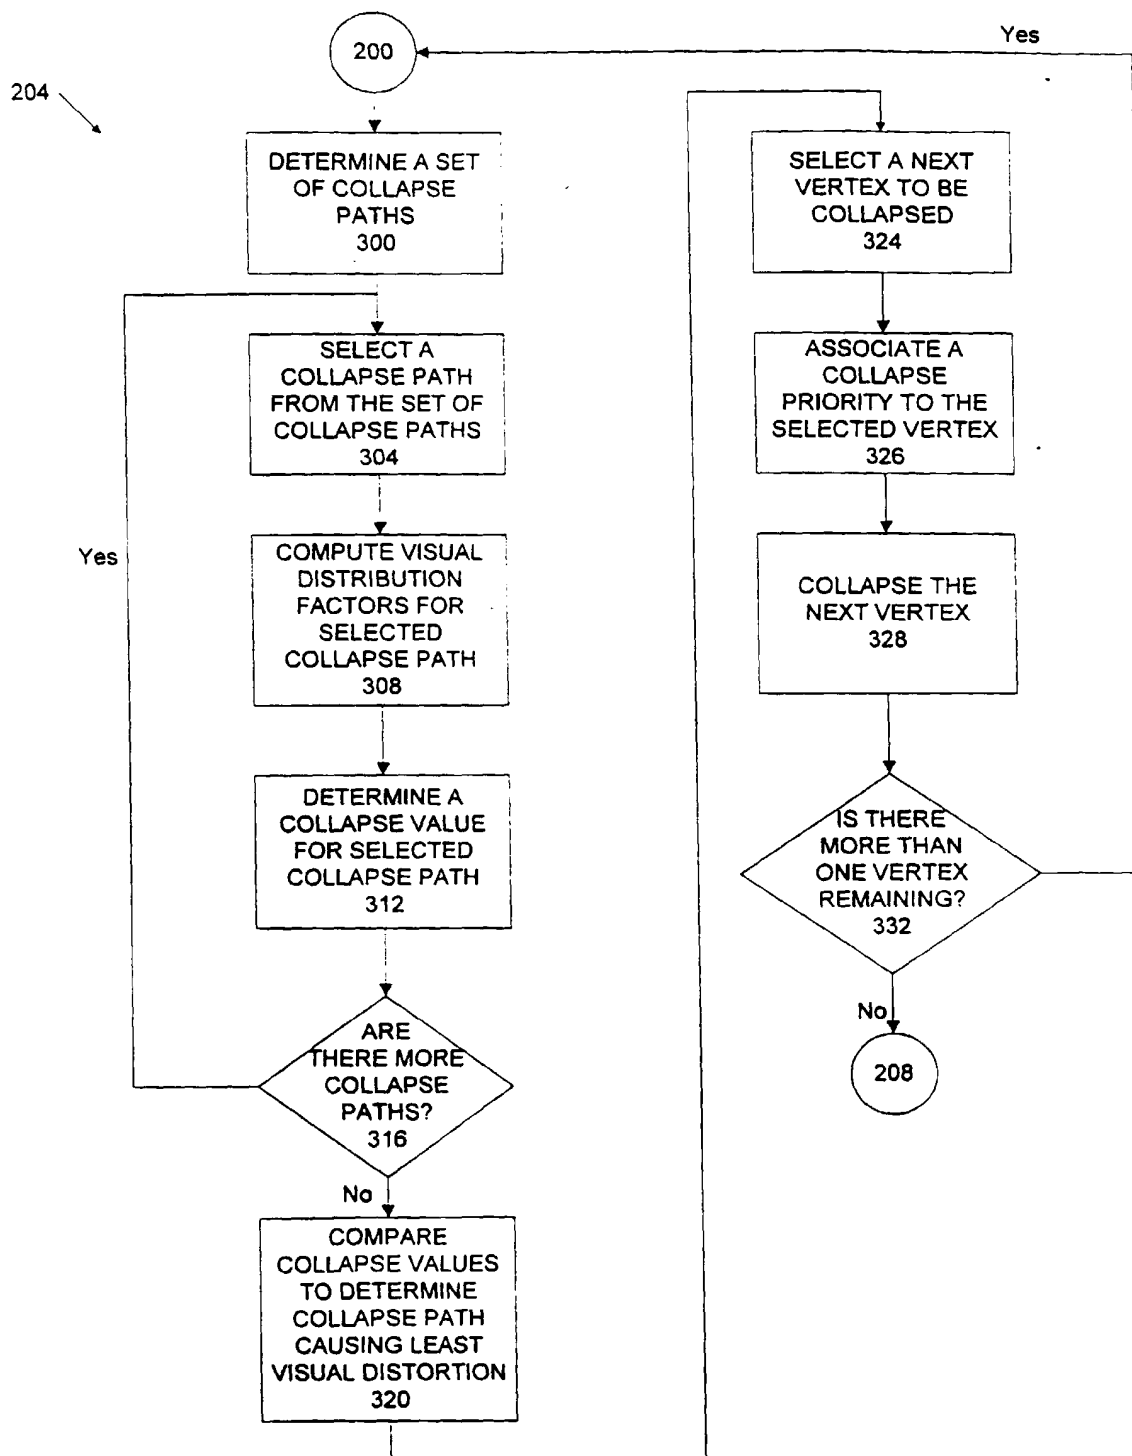 200
Yes
204
DETERMINE A SET
OF COLLAPSE
PATHS
300
SELECT A
COLLAPSE PATH
FROM THE SET OF
COLLAPSE PATHS
304
Yes
COMPUTE VISUAL
DISTRIBUTION
FACTORS FOR
SELECTED
COLLAPSE PATH
308
DETERMINE A
COLLAPSE VALUE
FOR SELECTED
COLLAPSE PATH
312
ARE
THERE MORE
COLLAPSE
PATHS?
316
No
COMPARE
COLLAPSE VALUES
TO DETERMINE
COLLAPSE PATH
CAUSING LEAST
VISUAL DISTORTION
320
SELECT A NEXT
VERTEX TO BE
COLLAPSED
324
ASSOCIATE A
COLLAPSE
PRIORITY TO THE
SELECTED VERTEX
326
COLLAPSE THE
NEXT VERTEX
328
IS THERE
MORE THAN
ONE VERTEX
REMAINING?
332
No
208